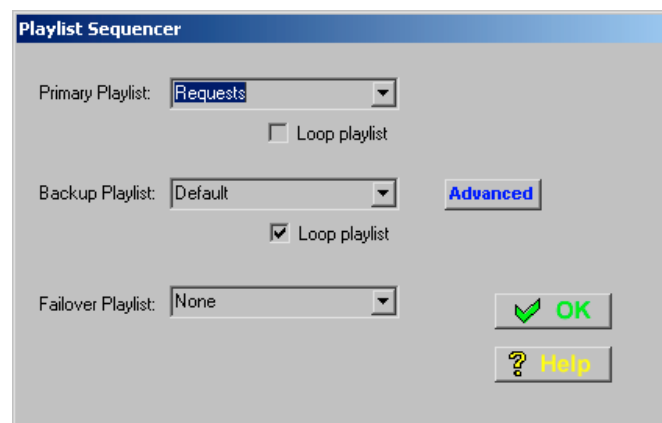 Playlist Sequencer
Primary Playlist: Requests
Loop playlist
Backup Playlist: Default
Advanced
Loop playlist
Failover Playlist: None
OK
? Help